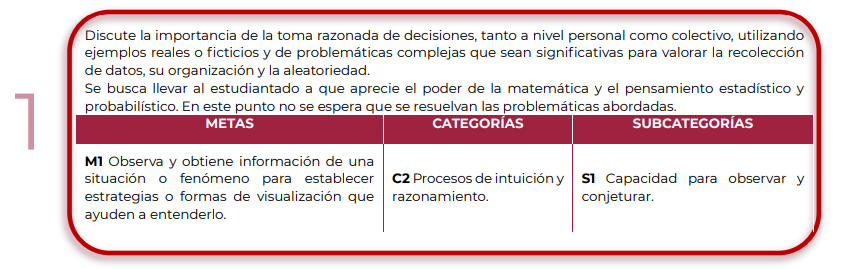 Discute la importancia de la toma razonada de decisiones, tanto a nivel personal como colectivo, utilizando
ejemplos reales o ficticios y de problemáticas complejas que sean significativas para valorar la recolección
de datos, su organización y la aleatoriedad.
Se busca llevar al estudiantado a que aprecie el poder de la matemática y el pensamiento estadístico y
probabilístico. En este punto no se espera que se resuelvan las problemáticas abordadas.
1
METAS CATEGORÍAS SUBCATEGORÍAS
M1 Observa y obtiene información de una
situación o fenómeno para establecer
estrategias o formas de visualización que
ayuden a entenderlo.
C2 Procesos de intuición y
razonamiento.
S1 Capacidad para observar y
conjeturar.